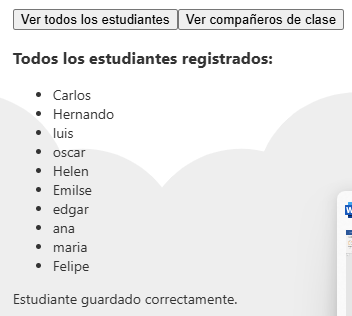 Ver todos los estudiantes Ver compañeros de clase
Todos los estudiantes registrados:
Carlos
Hernando
luis
oscar
Helen
Emilse
edgar
ana
maria
Felipe
Estudiante guardado correctamente.